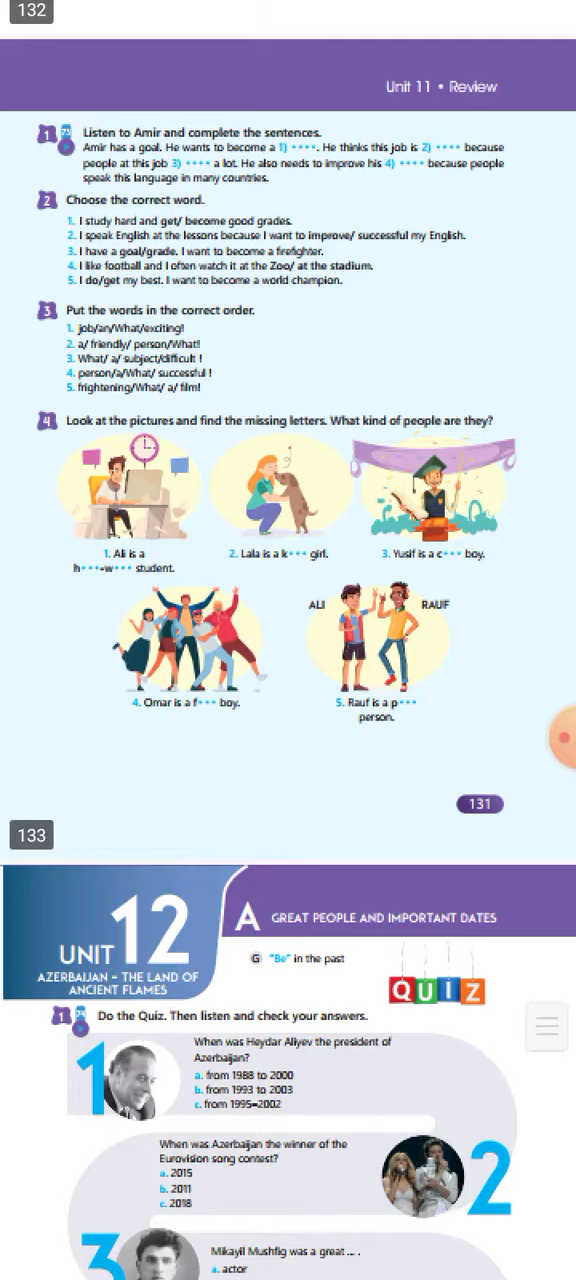 132
Unit 11 • Review
1 73 Listen to Amir and complete the sentences.
Amir has a goal. He wants to become a 1) ••••. He thinks this job is 2) •••• because
people at this job 3) •••• a lot. He also needs to improve his 4) •••• because people
speak this language in many countries.
2 Choose the correct word.
1. I study hard and get/ become good grades.
2. I speak English at the lessons because I want to improve/ successful my English.
3. I have a goal/grade. I want to become a firefighter.
4. I like football and I often watch it at the Zoo/ at the stadium.
5. I do/get my best. I want to become a world champion.
3 Put the words in the correct order.
1. job/an/What/exciting!
2. a/ friendly/ person/What!
3. What/ a/ subject/difficult !
4. person/a/What/ successful !
5. frightening/What/ a/ film!
4 Look at the pictures and find the missing letters. What kind of people are they?
1. Ali is a
h•••-w••• student.
2. Lala is a k••• girl.
3. Yusif is a c••• boy.
ALI
RAUF
4. Omar is a f••• boy.
5. Rauf is a p•••
person.
131
133
UNIT 12
AZERBAIJAN – THE LAND OF
ANCIENT FLAMES
A GREAT PEOPLE AND IMPORTANT DATES
G "Be" in the past
QUIZ
1 74 Do the Quiz. Then listen and check your answers.
1
When was Heydar Aliyev the president of
Azerbaijan?
a. from 1988 to 2000
b. from 1993 to 2003
c. from 1995–2002
When was Azerbaijan the winner of the
Eurovision song contest?
a. 2015
b. 2011
c. 2018
2
3
Mikayil Mushfig was a great ... .
a. actor